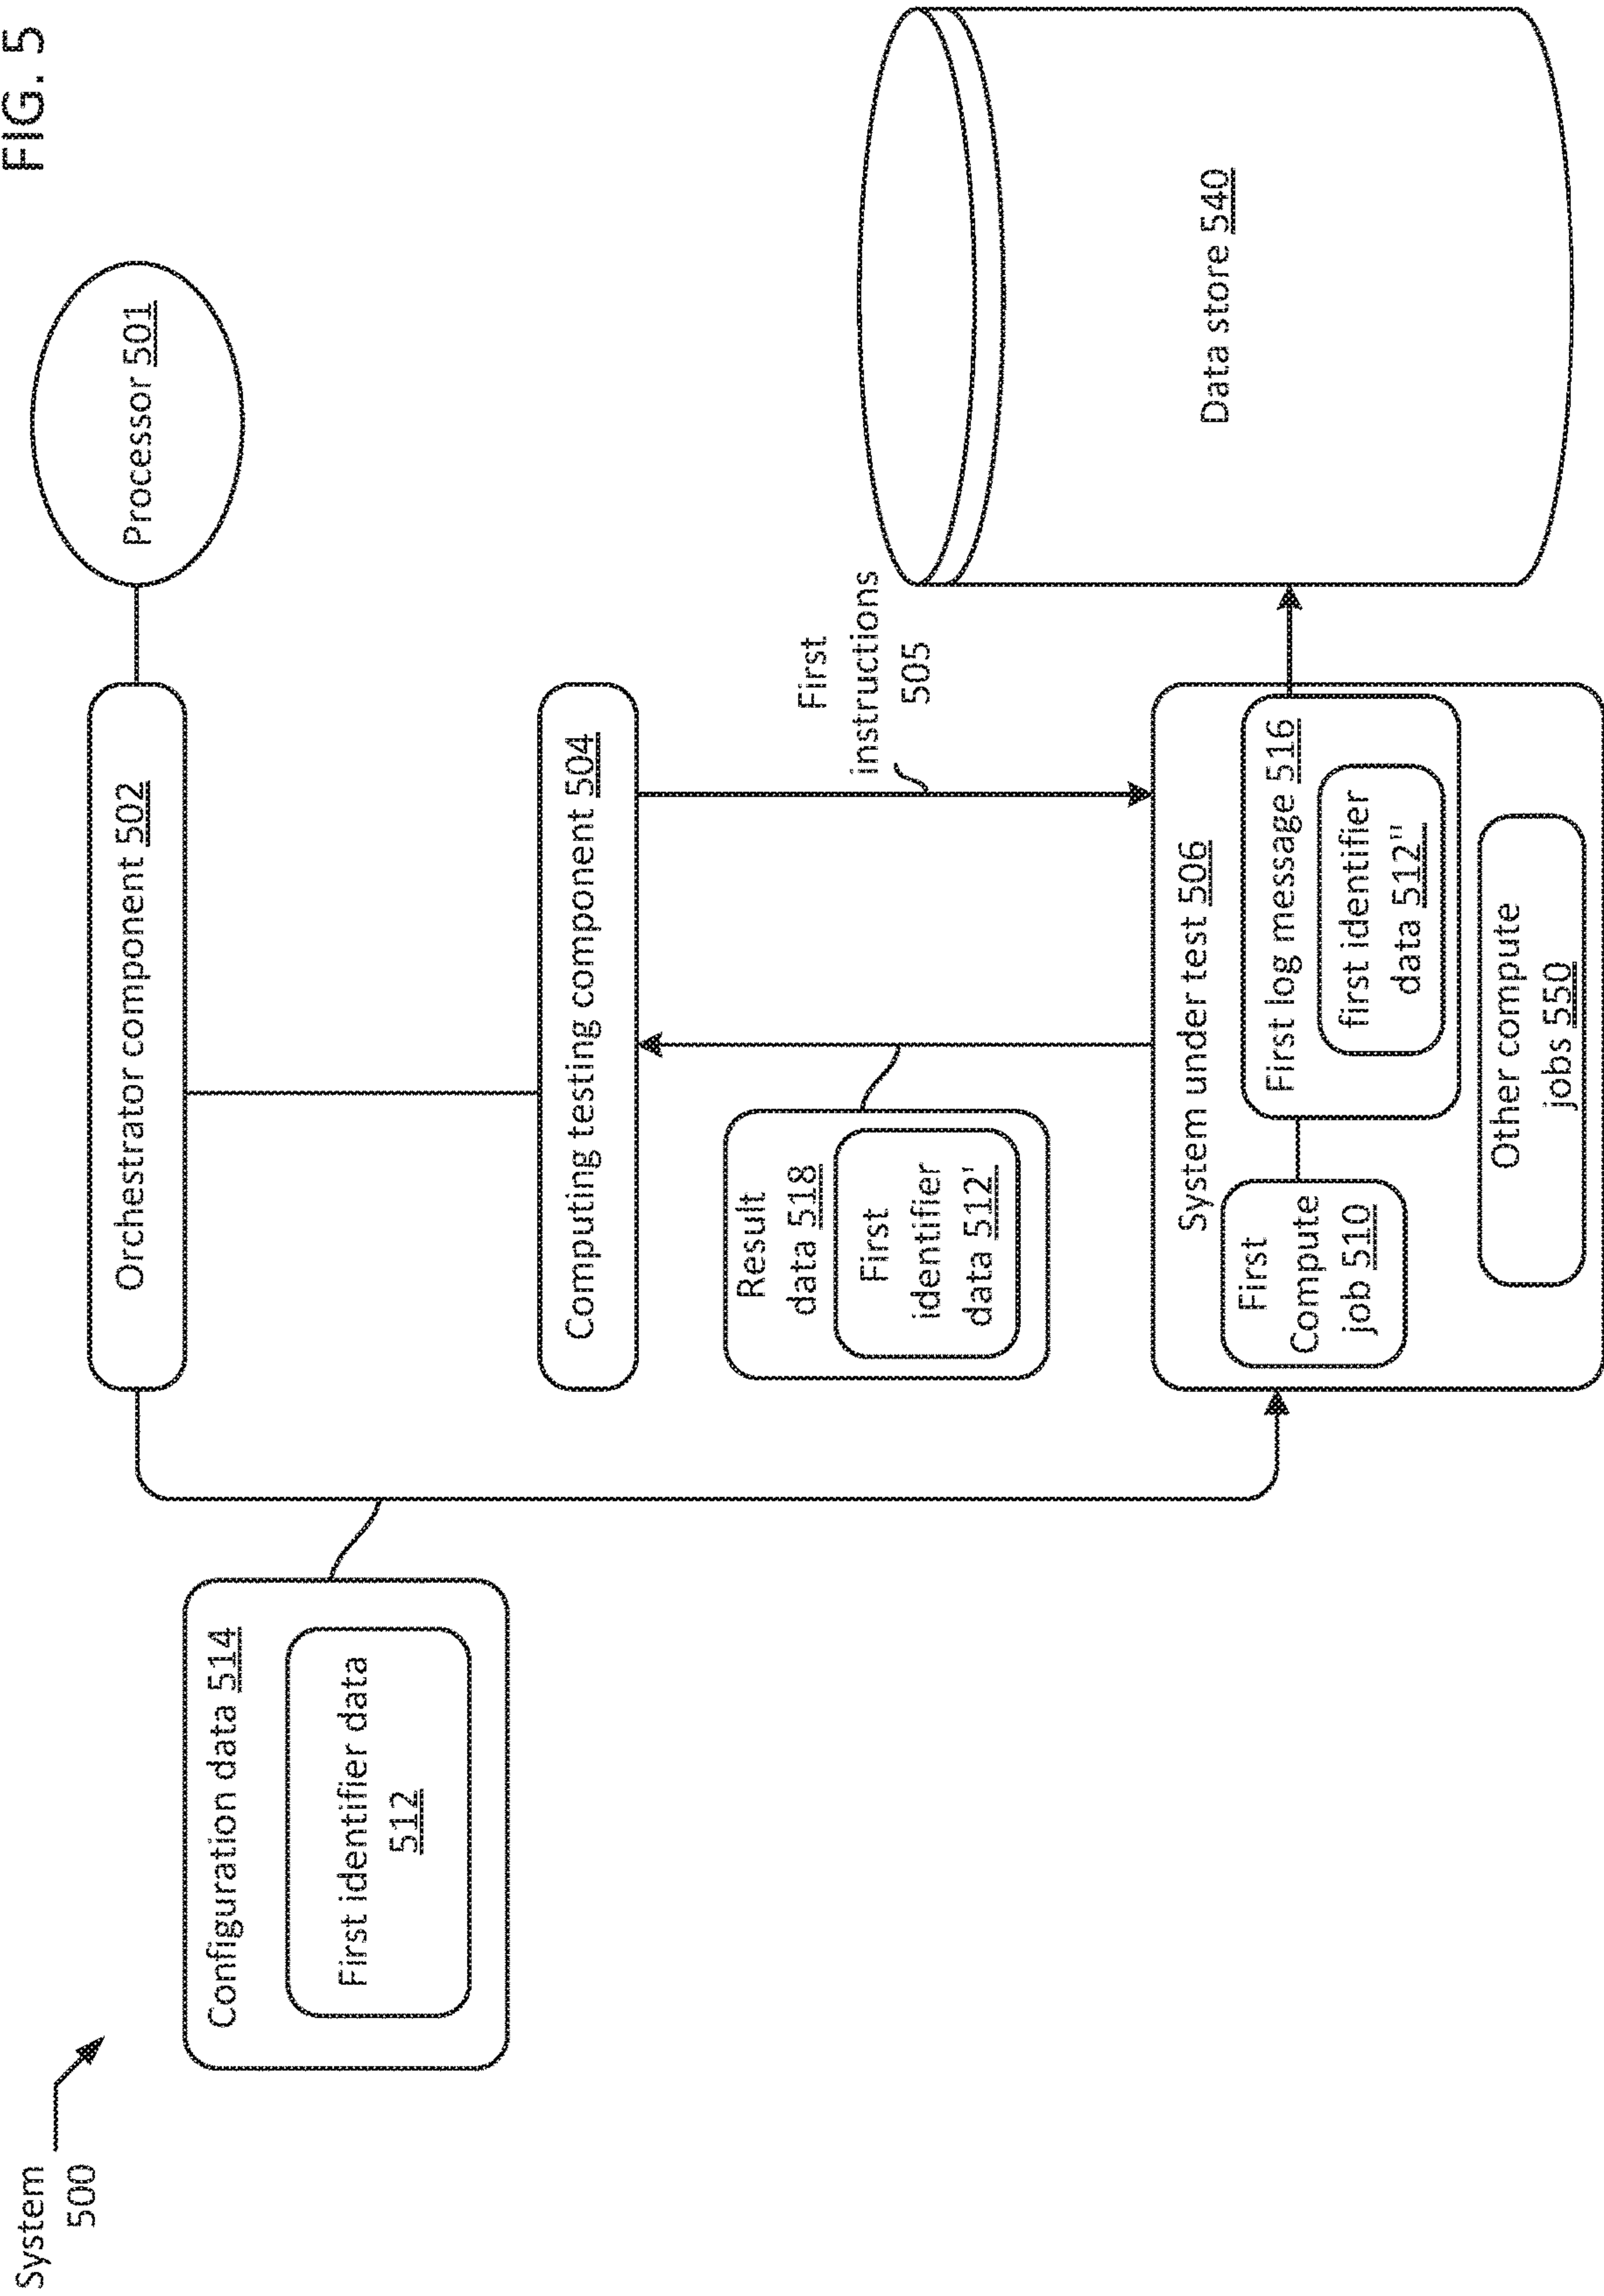 FIG. 5
System
500
Processor 501
Orchestrator component 502
Configuration data 514
First identifier data
512
Computing testing component 504
First
instructions
505
Result
data 518
First
identifier
data 512'
System under test 506
First
Compute
job 510
First log message 516
first identifier
data 512''
Other compute
jobs 550
Data store 540